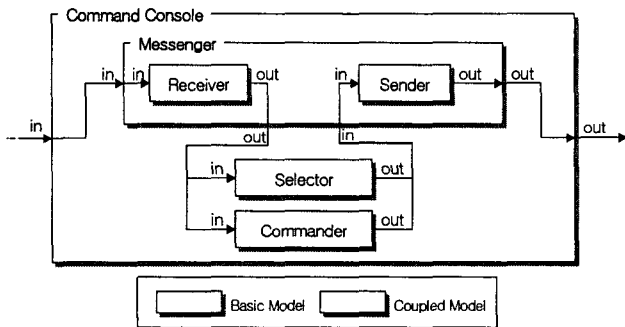 Command Console
Messenger
in
in
Receiver
out
in
Sender
out
out
in
out
out
in
in
Selector
out
in
Commander
out
Basic Model
Coupled Model